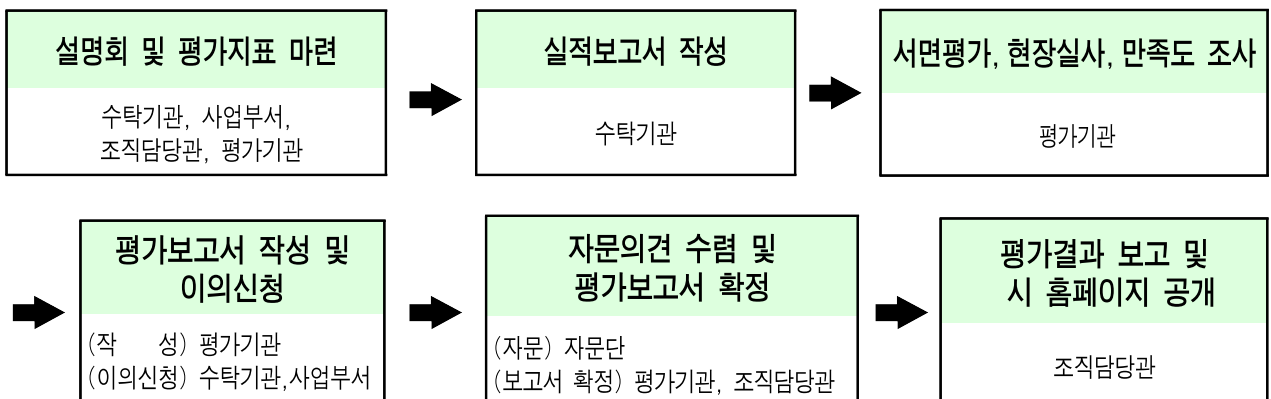 설명회 및 평가지표 마련
수탁기관, 사업부서,
조직담당관, 평가기관
실적보고서 작성
수탁기관
서면평가, 현장실사, 만족도 조사
평가기관
평가보고서 작성 및
이의신청
(작 성) 평가기관
(이의신청) 수탁기관,사업부서
자문의견 수렴 및
평가보고서 확정
(자문) 자문단
(보고서 확정) 평가기관, 조직담당관
평가결과 보고 및
시 홈페이지 공개
조직담당관